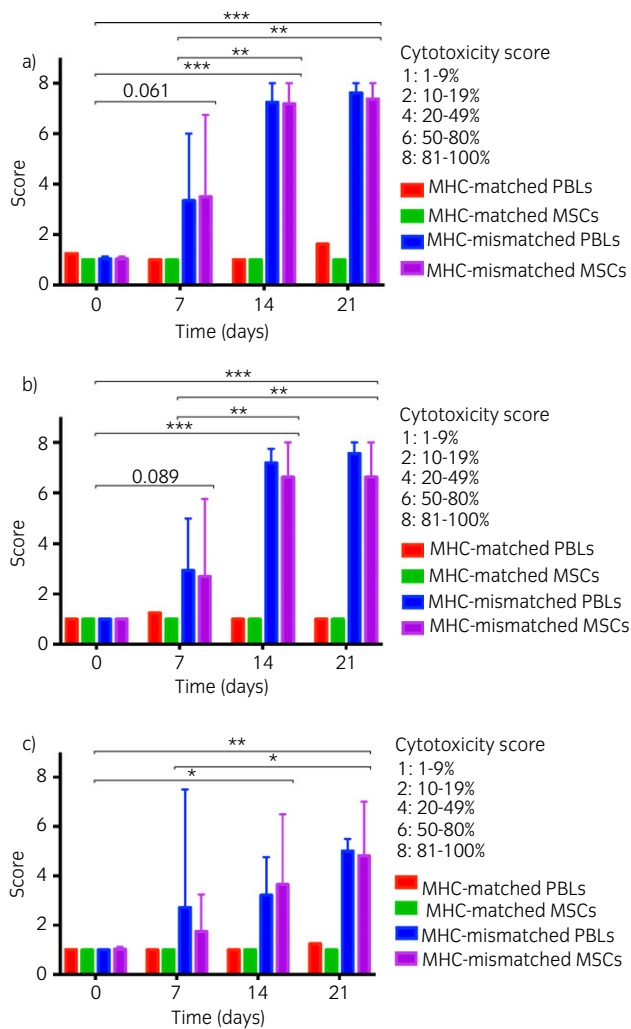 ***
**
a)
**
***
0.061
8
6
4
2
0
Score
0
7
14
21
Time (days)
Cytotoxicity score
1: 1-9%
2: 10-19%
4: 20-49%
6: 50-80%
8: 81-100%
MHC-matched PBLs
MHC-matched MSCs
MHC-mismatched PBLs
MHC-mismatched MSCs
***
**
b)
**
***
0.089
8
6
4
2
0
Score
0
7
14
21
Time (days)
Cytotoxicity score
1: 1-9%
2: 10-19%
4: 20-49%
6: 50-80%
8: 81-100%
MHC-matched PBLs
MHC-matched MSCs
MHC-mismatched PBLs
MHC-mismatched MSCs
c)
**
*
*
8
6
4
2
0
Score
0
7
14
21
Time (days)
Cytotoxicity score
1: 1-9%
2: 10-19%
4: 20-49%
6: 50-80%
8: 81-100%
MHC-matched PBLs
MHC-matched MSCs
MHC-mismatched PBLs
MHC-mismatched MSCs